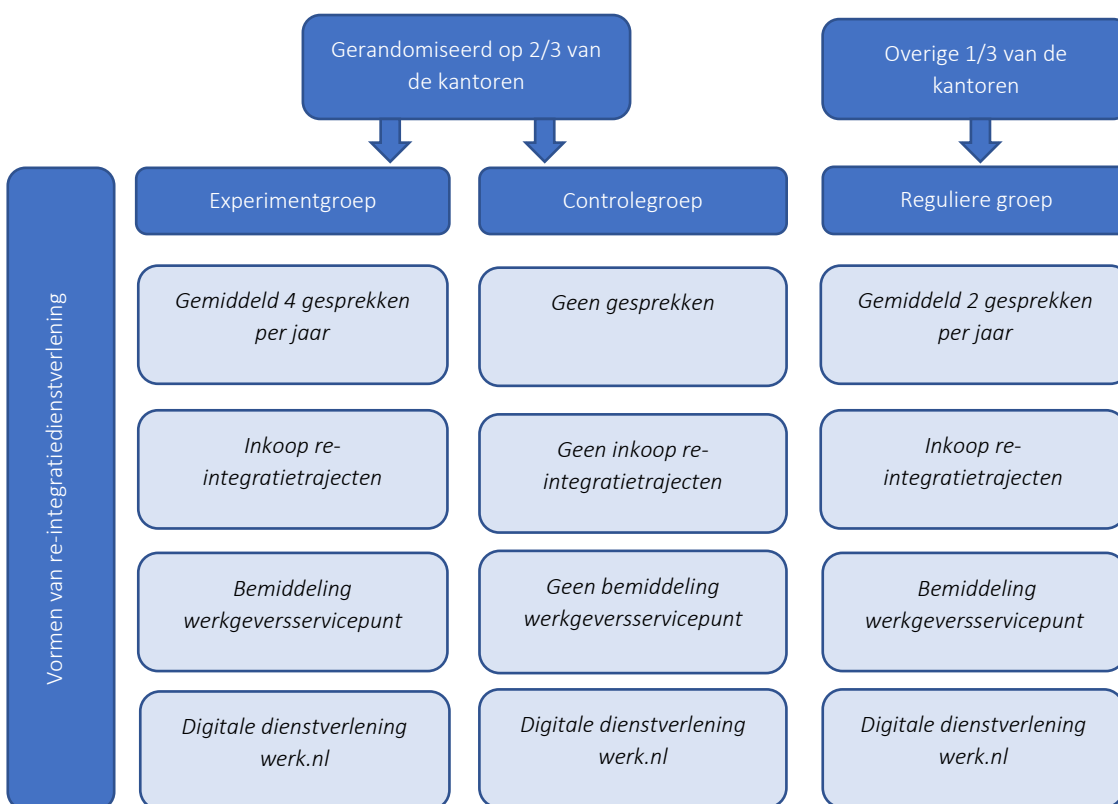 Gerandomiseerd op 2/3 van
de kantoren
Overige 1/3 van de
kantoren
Vormen van re-integratiedienstverlening
Experimentgroep
Controlegroep
Reguliere groep
Gemiddeld 4 gesprekken
per jaar
Geen gesprekken
Gemiddeld 2 gesprekken
per jaar
Inkoop re-
integratietrajecten
Geen inkoop re-
integratietrajecten
Inkoop re-
integratietrajecten
Bemiddeling
werkgeversservicepunt
Geen bemiddeling
werkgeversservicepunt
Bemiddeling
werkgeversservicepunt
Digitale dienstverlening
werk.nl
Digitale dienstverlening
werk.nl
Digitale dienstverlening
werk.nl